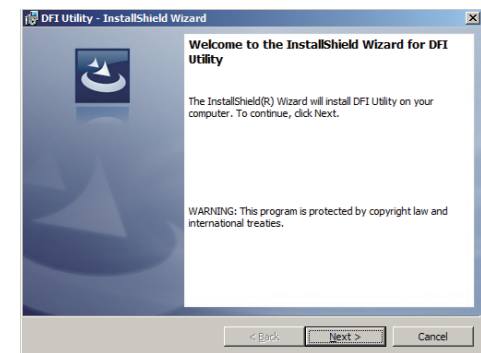 DFI Utility - InstallShield Wizard
Welcome to the InstallShield Wizard for DFI
Utility
The InstallShield(R) Wizard will install DFI Utility on your
computer. To continue, click Next.
WARNING: This program is protected by copyright law and
international treaties.
< Back Next > Cancel